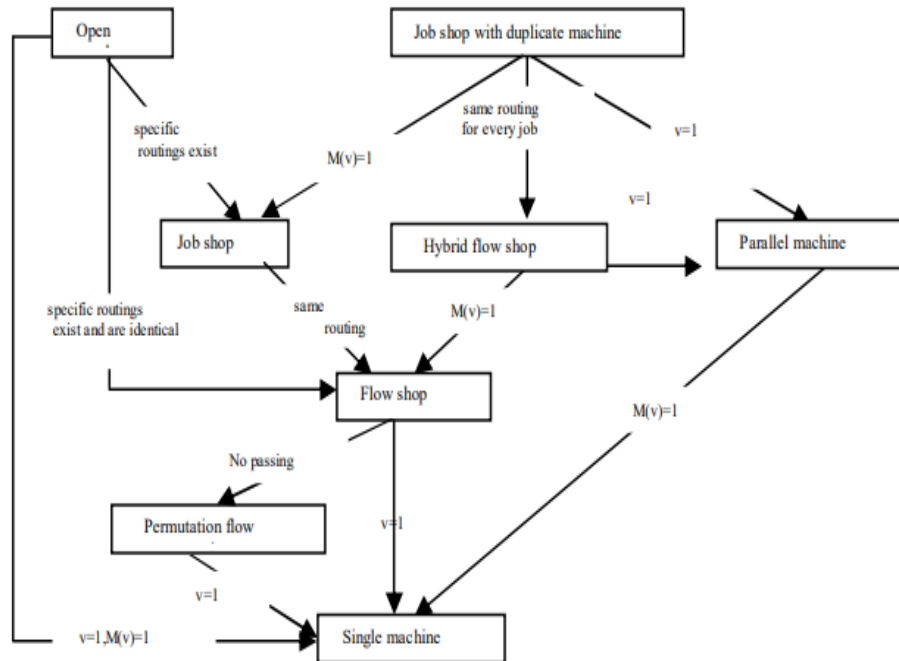 Open
Job shop with duplicate machine
same routing
for every job
specific
routings exist
M(v)=1
v=1
v=1
Job shop
Hybrid flow shop
Parallel machine
specific routings
exist and are identical
same
routing
M(v)=1
Flow shop
M(v)=1
No passing
Permutation flow
v=1
v=1
v=1,M(v)=1
Single machine